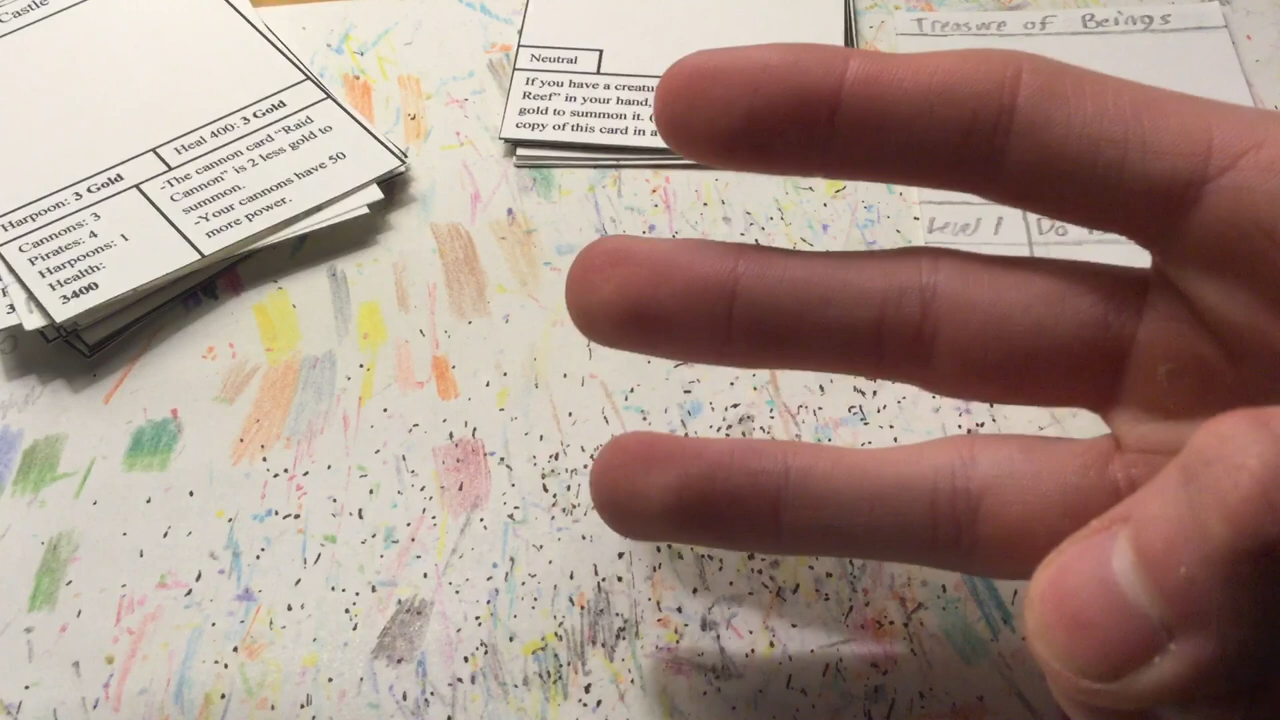 Castle
Heal 400: 3 Gold
Harpoon: 3 Gold
-The cannon card "Raid
Cannon" is 2 less gold to
summon.
-Your cannons have 50
more power.
Cannons: 3
Pirates: 4
Harpoons: 1
Health:
3400
Neutral
If you have a creatu
Reef" in your hand,
gold to summon it. (
copy of this card in a
Treasure of Beings
Level 1
Do